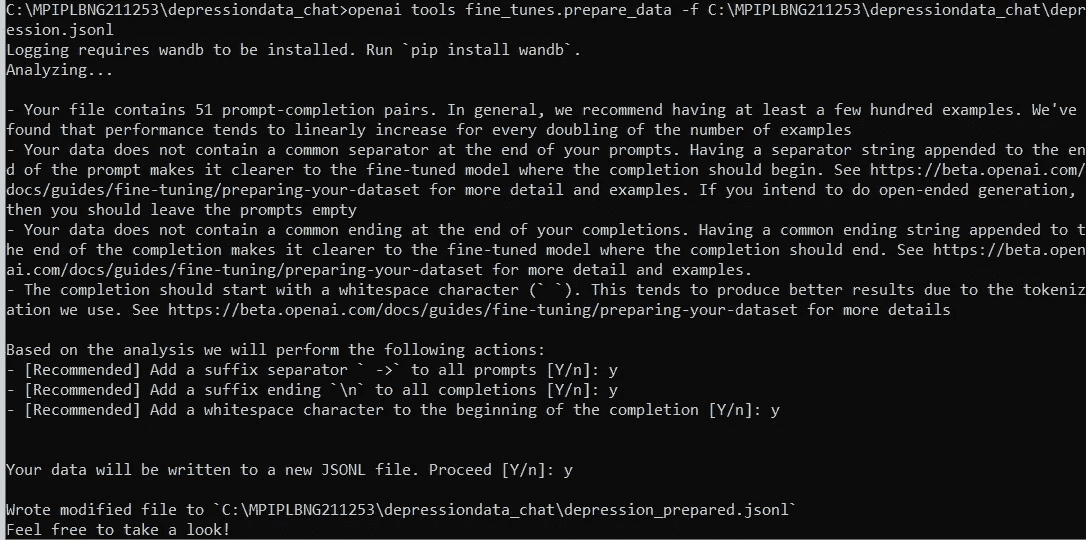 C:\MPIPLBNG211253\depressiondata_chat>openai tools fine_tunes.prepare_data -f C:\MPIPLBNG211253\depressiondata_chat\depr
ession.jsonl
Logging requires wandb to be installed. Run `pip install wandb`.
Analyzing...

- Your file contains 51 prompt-completion pairs. In general, we recommend having at least a few hundred examples. We've
found that performance tends to linearly increase for every doubling of the number of examples
- Your data does not contain a common separator at the end of your prompts. Having a separator string appended to the en
d of the prompt makes it clearer to the fine-tuned model where the completion should begin. See https://beta.openai.com/
docs/guides/fine-tuning/preparing-your-dataset for more detail and examples. If you intend to do open-ended generation,
then you should leave the prompts empty
- Your data does not contain a common ending at the end of your completions. Having a common ending string appended to t
he end of the completion makes it clearer to the fine-tuned model where the completion should end. See https://beta.open
ai.com/docs/guides/fine-tuning/preparing-your-dataset for more detail and examples.
- The completion should start with a whitespace character (` `). This tends to produce better results due to the tokeniz
ation we use. See https://beta.openai.com/docs/guides/fine-tuning/preparing-your-dataset for more details

Based on the analysis we will perform the following actions:
- [Recommended] Add a suffix separator ` ->` to all prompts [Y/n]: y
- [Recommended] Add a suffix ending `\n` to all completions [Y/n]: y
- [Recommended] Add a whitespace character to the beginning of the completion [Y/n]: y

Your data will be written to a new JSONL file. Proceed [Y/n]: y

Wrote modified file to `C:\MPIPLBNG211253\depressiondata_chat\depression_prepared.jsonl`
Feel free to take a look!